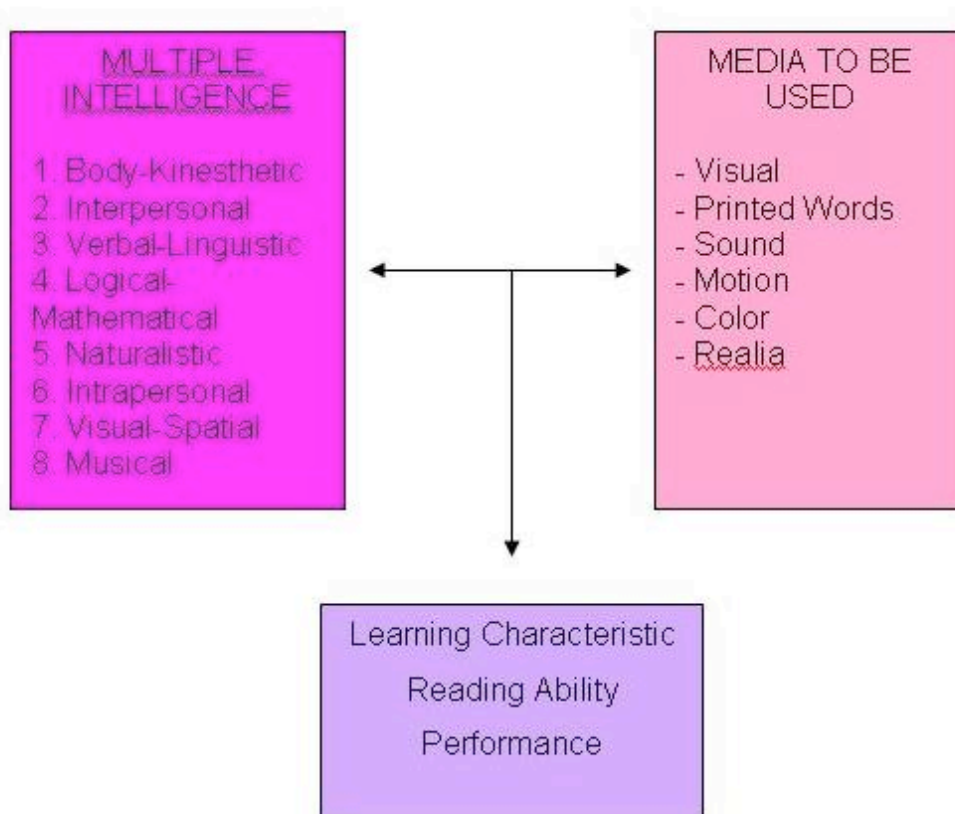 MULTIPLE
INTELLIGENCE
1. Body-Kinesthetic
2. Interpersonal
3. Verbal-Linguistic
4. Logical-
Mathematical
5. Naturalistic
6. Intrapersonal
7. Visual-Spatial
8. Musical
MEDIA TO BE
USED
- Visual
- Printed Words
- Sound
- Motion
- Color
- Realia
Learning Characteristic
Reading Ability
Performance